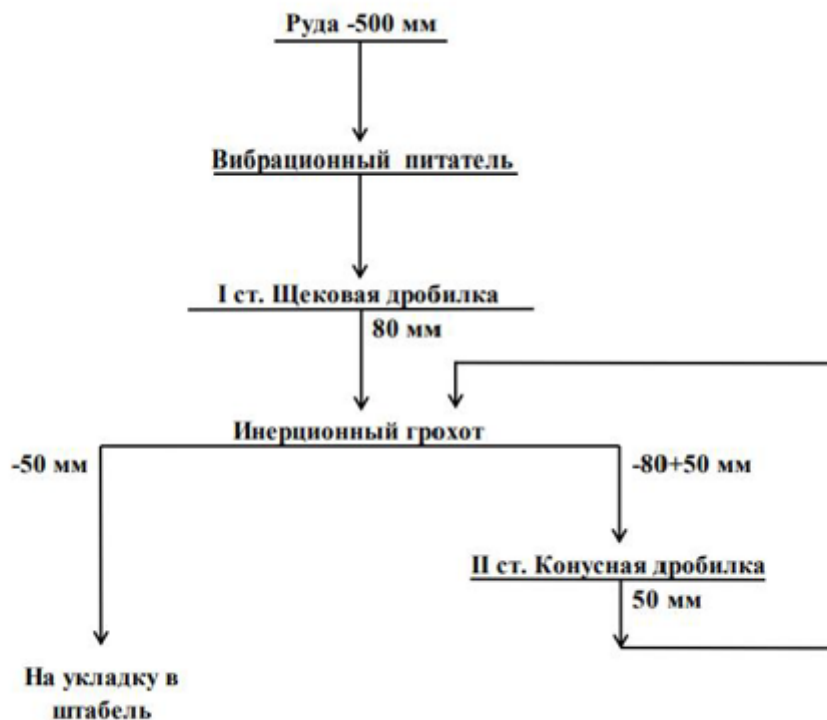 Руда -500 мм
Вибрационный питатель
I ст. Щековая дробилка
80 мм
Инерционный грохот
-50 мм
-80+50 мм
II ст. Конусная дробилка
50 мм
На укладку в
штабель